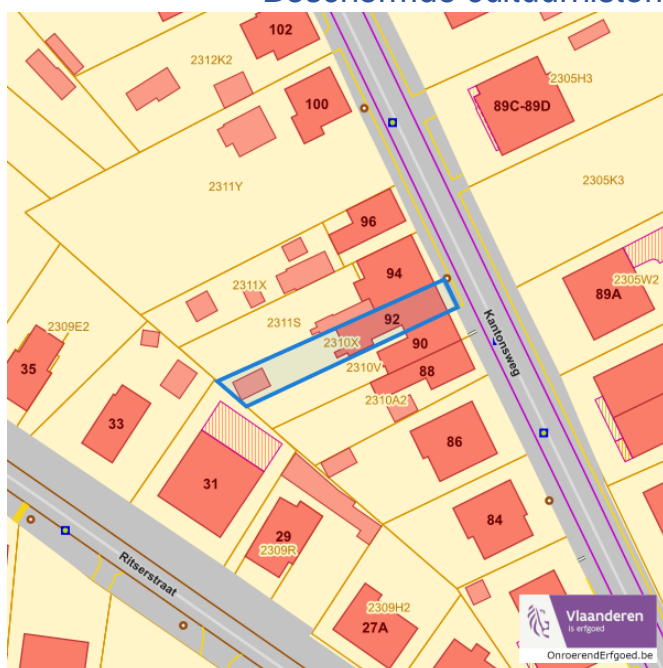 102
2312K2
2305H3
100
89C-89D
2311Y
2305K3
96
94
2311X
2305W2
89A
2309E2
2311S
92
Kantonsweg
2310X
90
35
2310V
88
2310A2
33
86
31
84
29
2309R
Ritserstraat
2309H2
27A
Vlaanderen
is erfgoed
OnroerendErfgoed.be